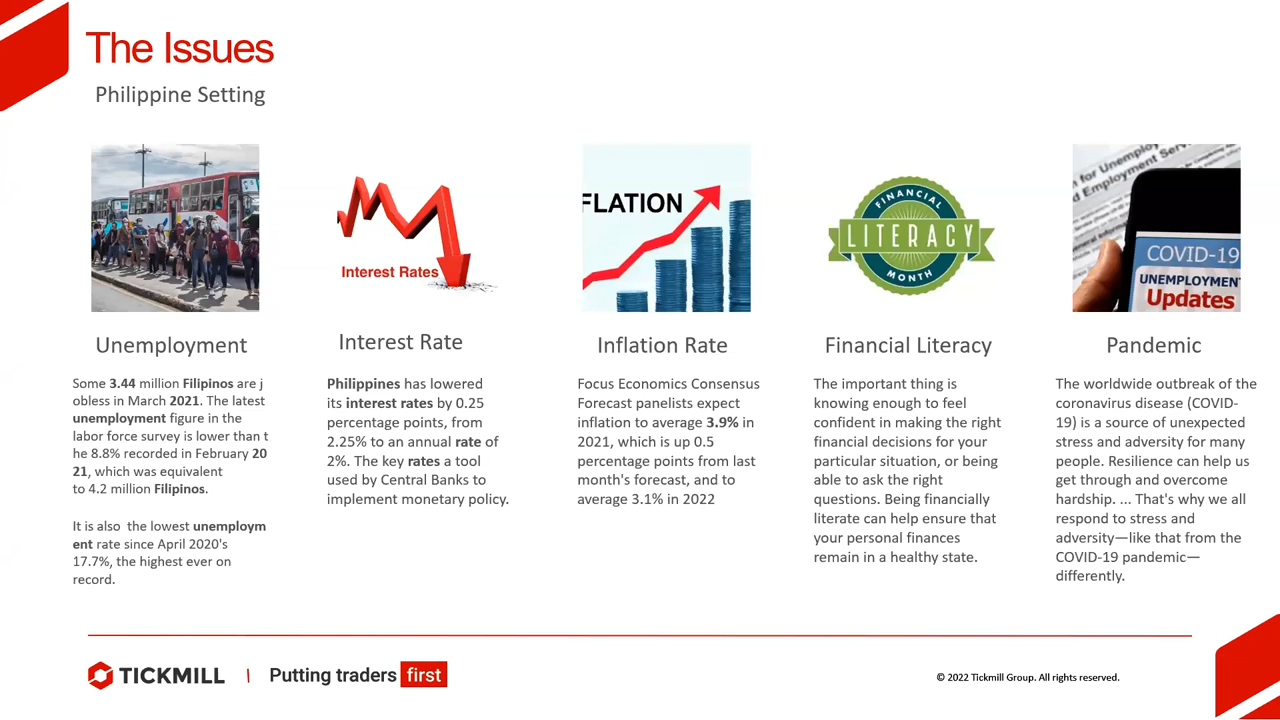 The Issues
Philippine Setting
Interest Rates
FLATION
FINANCIAL
LITERACY
MONTH
COVID-19
UNEMPLOYMENT
Updates
Unemployment
Some 3.44 million Filipinos are j
obless in March 2021. The latest
unemployment figure in the
labor force survey is lower than t
he 8.8% recorded in February 20
21, which was equivalent
to 4.2 million Filipinos.
It is also the lowest unemploym
ent rate since April 2020's
17.7%, the highest ever on
record.
Interest Rate
Philippines has lowered
its interest rates by 0.25
percentage points, from
2.25% to an annual rate of
2%. The key rates a tool
used by Central Banks to
implement monetary policy.
Inflation Rate
Focus Economics Consensus
Forecast panelists expect
inflation to average 3.9% in
2021, which is up 0.5
percentage points from last
month's forecast, and to
average 3.1% in 2022
Financial Literacy
The important thing is
knowing enough to feel
confident in making the right
financial decisions for your
particular situation, or being
able to ask the right
questions. Being financially
literate can help ensure that
your personal finances
remain in a healthy state.
Pandemic
The worldwide outbreak of the
coronavirus disease (COVID-
19) is a source of unexpected
stress and adversity for many
people. Resilience can help us
get through and overcome
hardship. ... That's why we all
respond to stress and
adversity—like that from the
COVID-19 pandemic—
differently.
TICKMILL | Putting traders first
© 2022 Tickmill Group. All rights reserved.